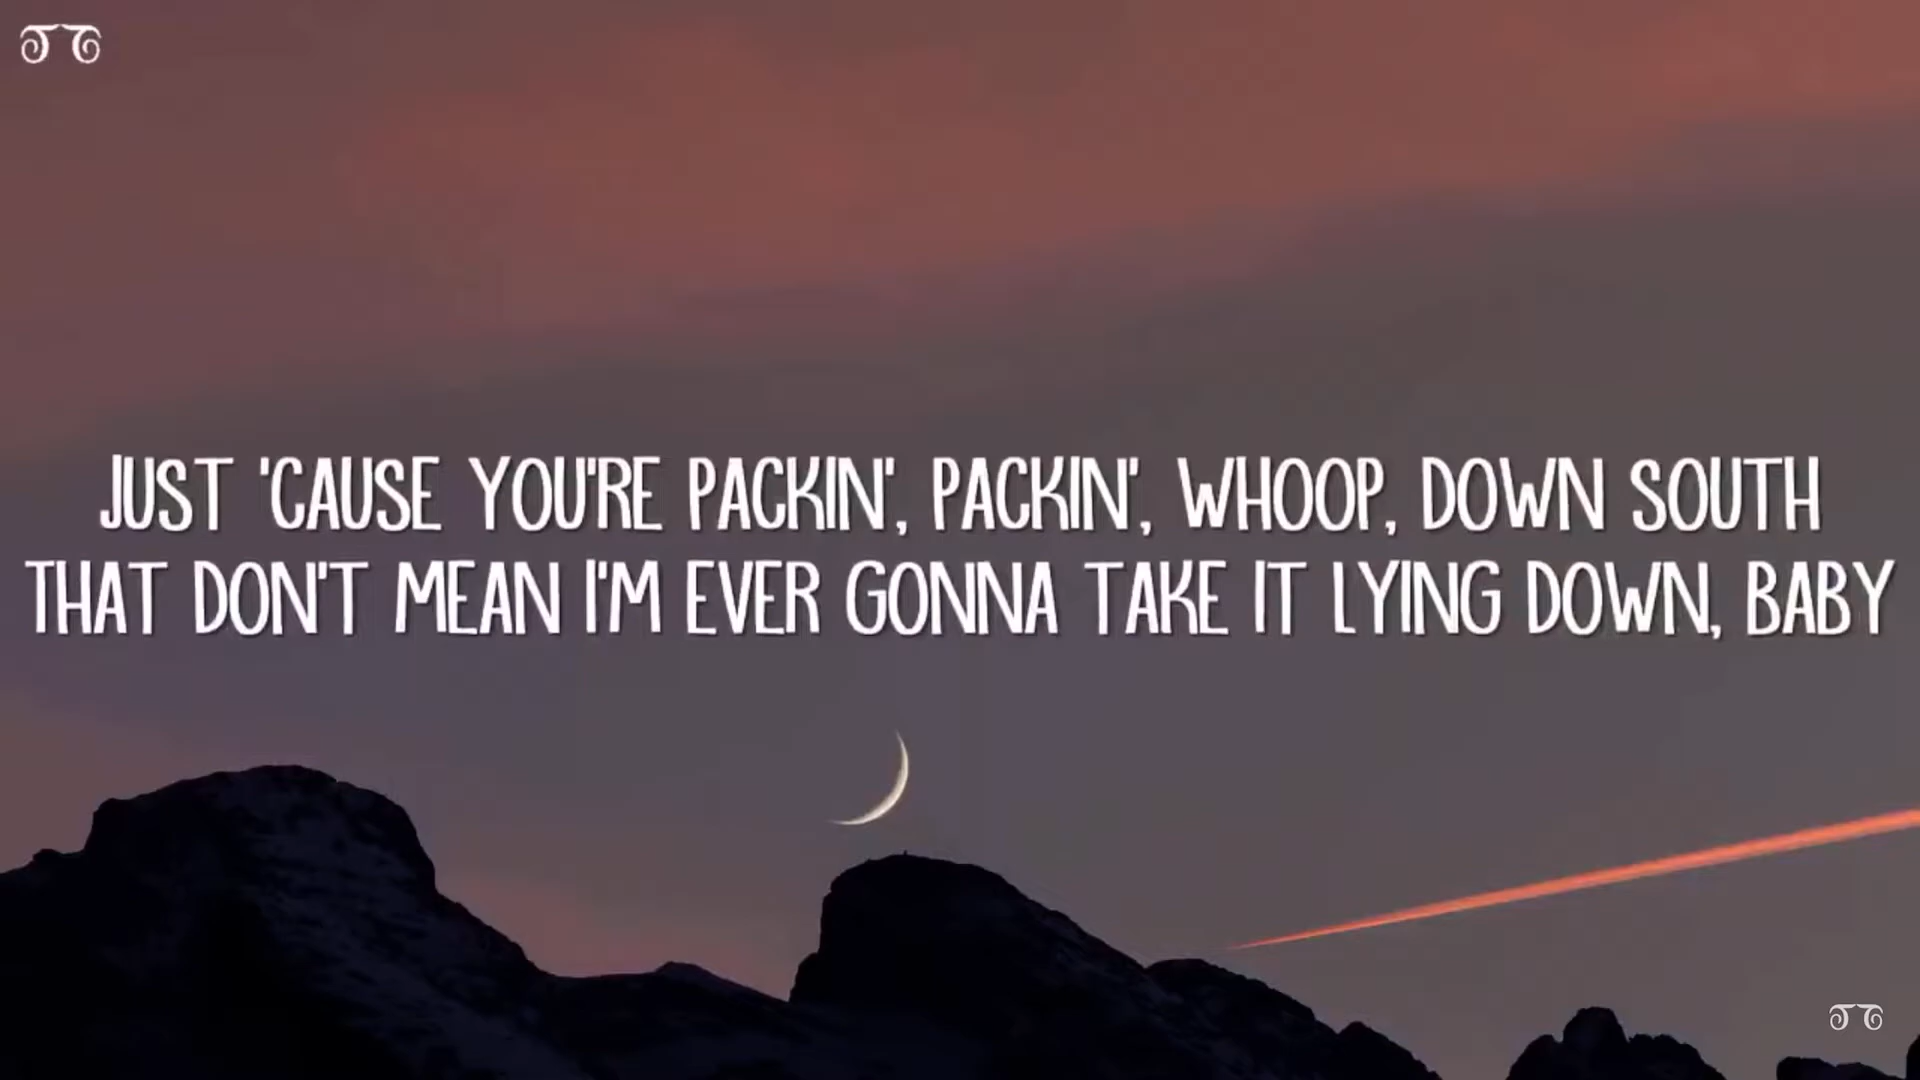 JUST 'CAUSE YOU'RE PACKIN', PACKIN', WHOOP, DOWN SOUTH
THAT DON'T MEAN I'M EVER GONNA TAKE IT LYING DOWN, BABY